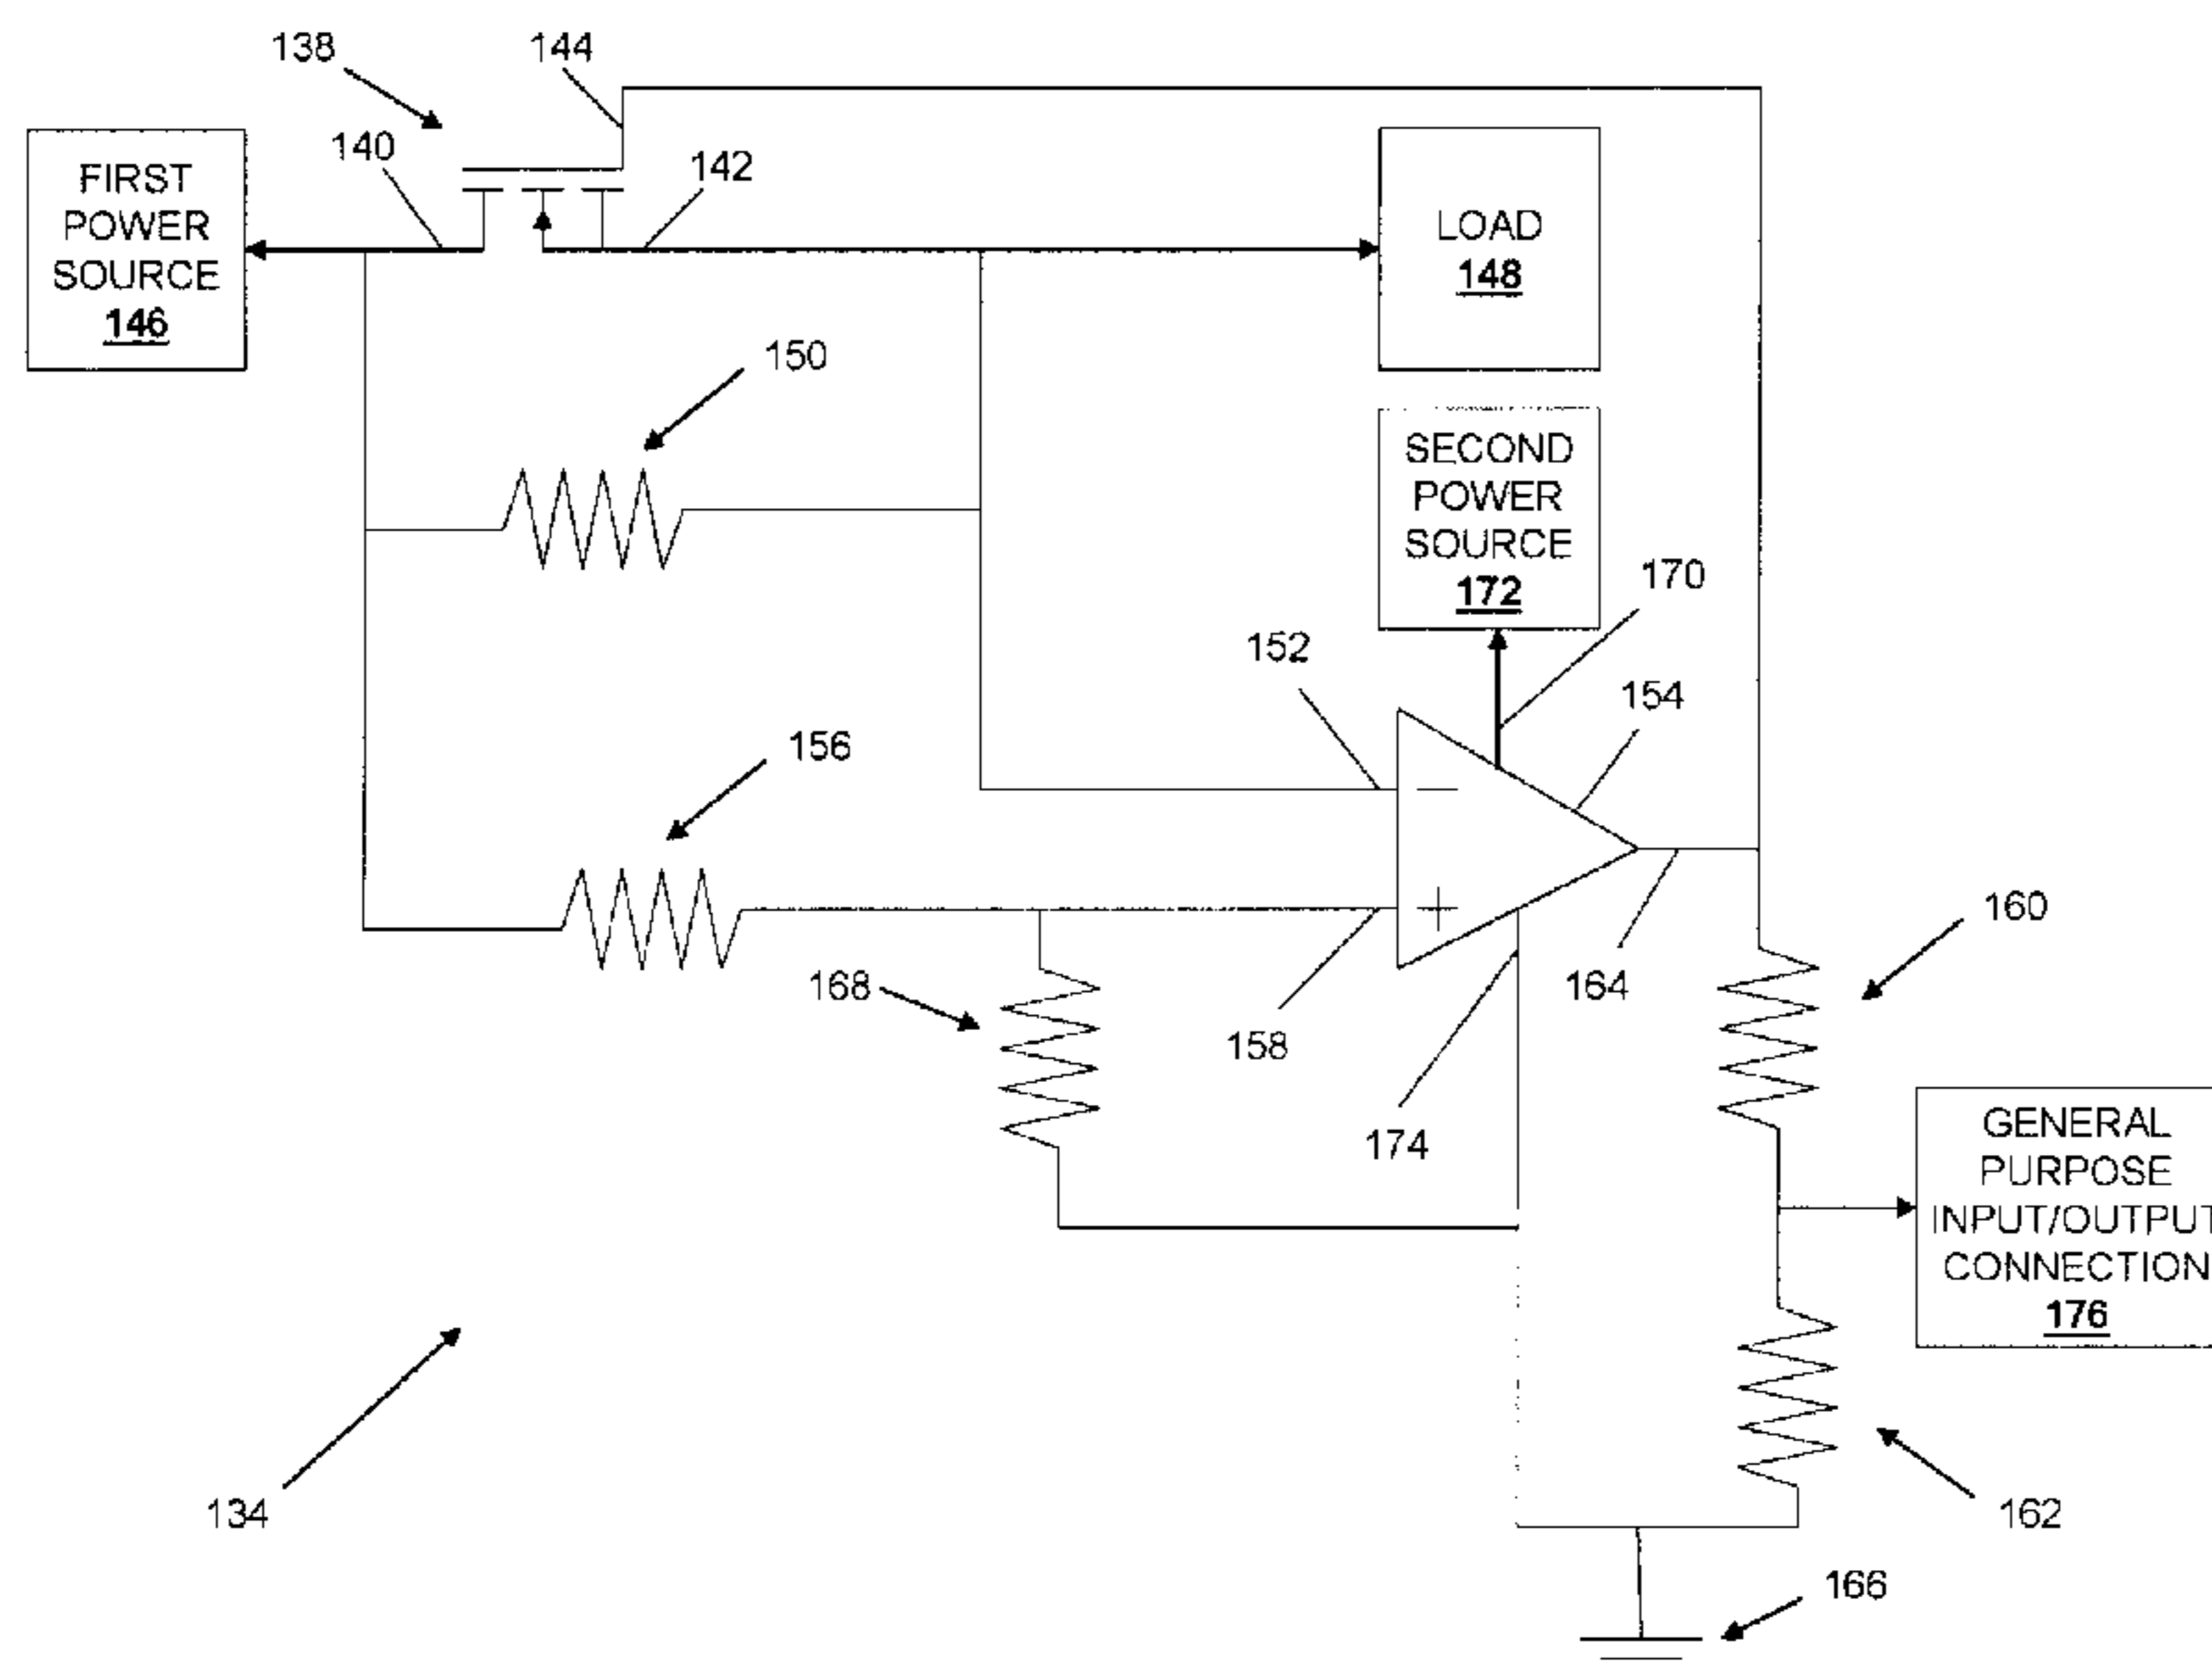 138
144
140
142
FIRST
POWER
SOURCE
146
LOAD
148
150
SECOND
POWER
SOURCE
172
170
152
154
156
160
168
158
164
174
GENERAL
PURPOSE
INPUT/OUTPUT
CONNECTION
176
134
162
166